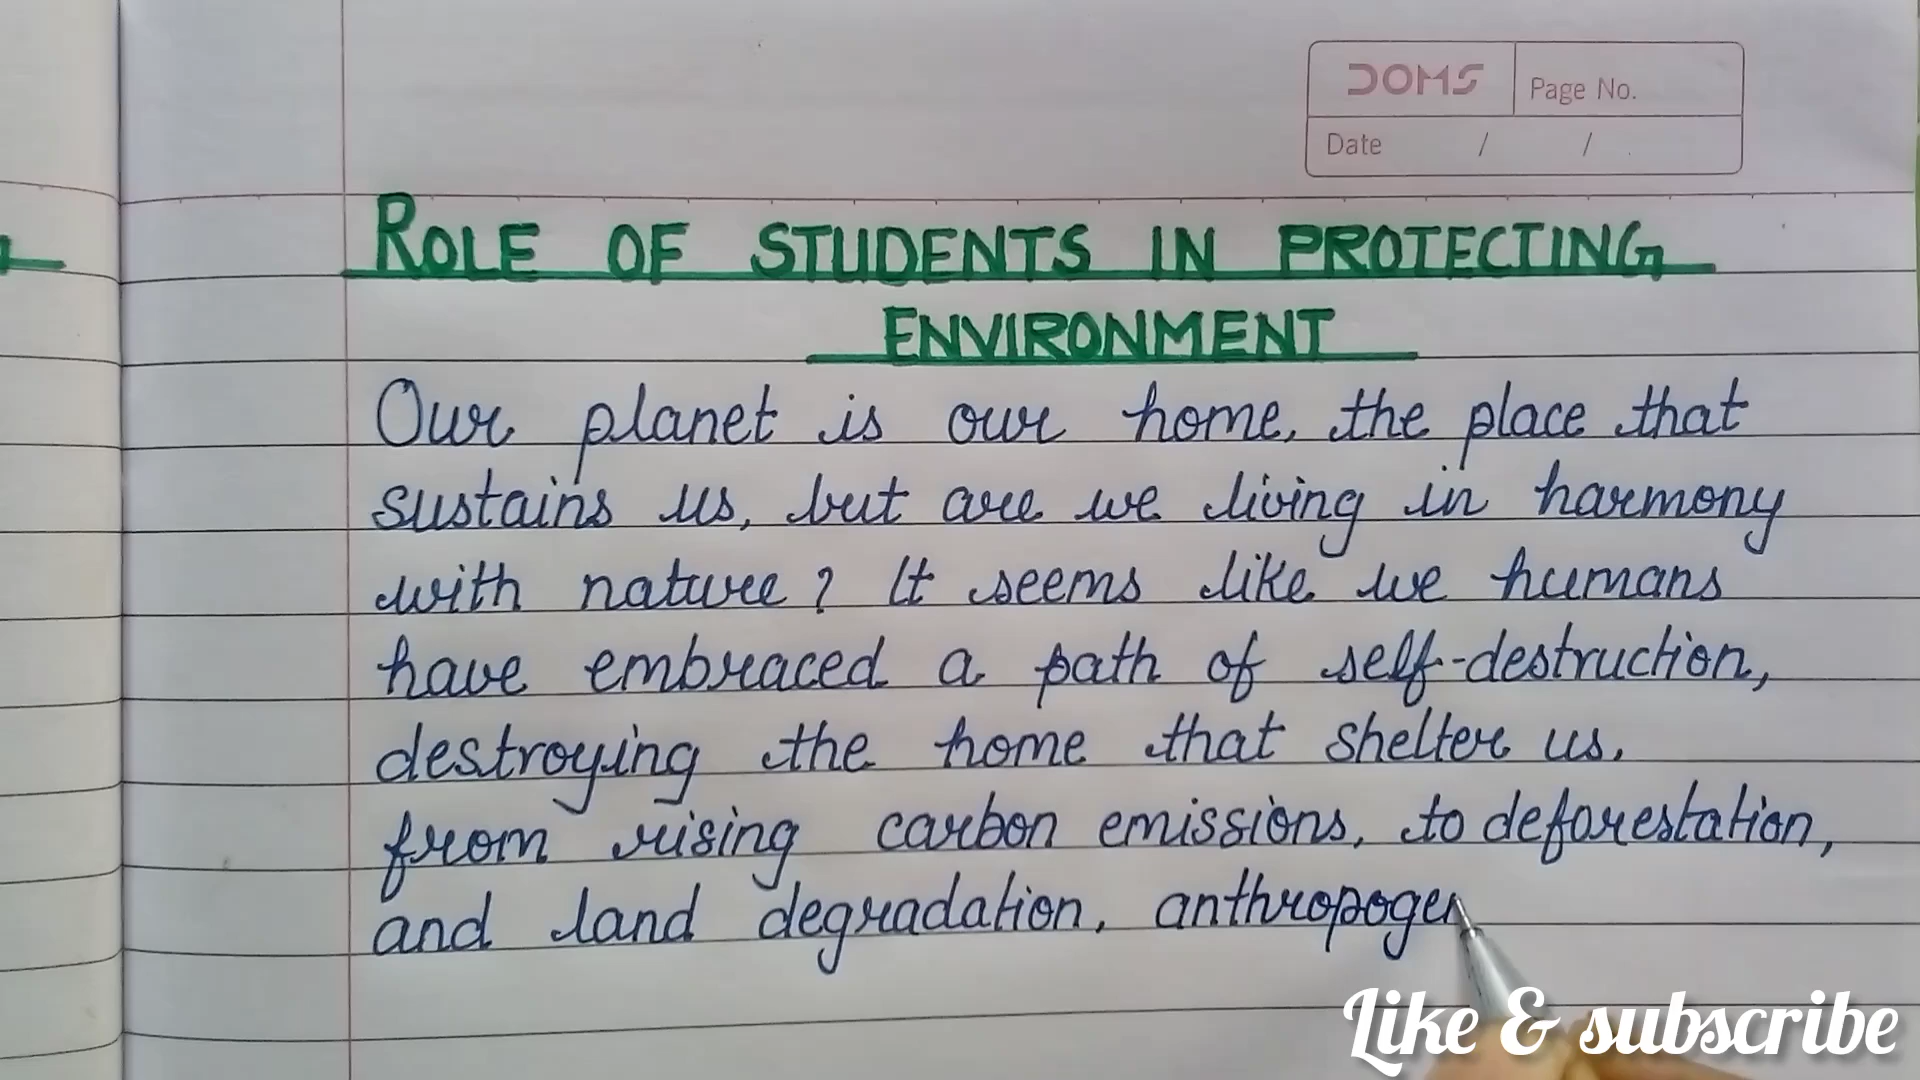 DOMS
Page No.
Date / /
ROLE OF STUDENTS IN PROTECTING
ENVIRONMENT
Our planet is our home, the place that
sustains us, but are we living in harmony
with nature? It seems like we humans
have embraced a path of self-destruction,
destroying the home that shelter us.
from rising carbon emissions, to deforestation,
and land degradation, anthropogen
Like & subscribe